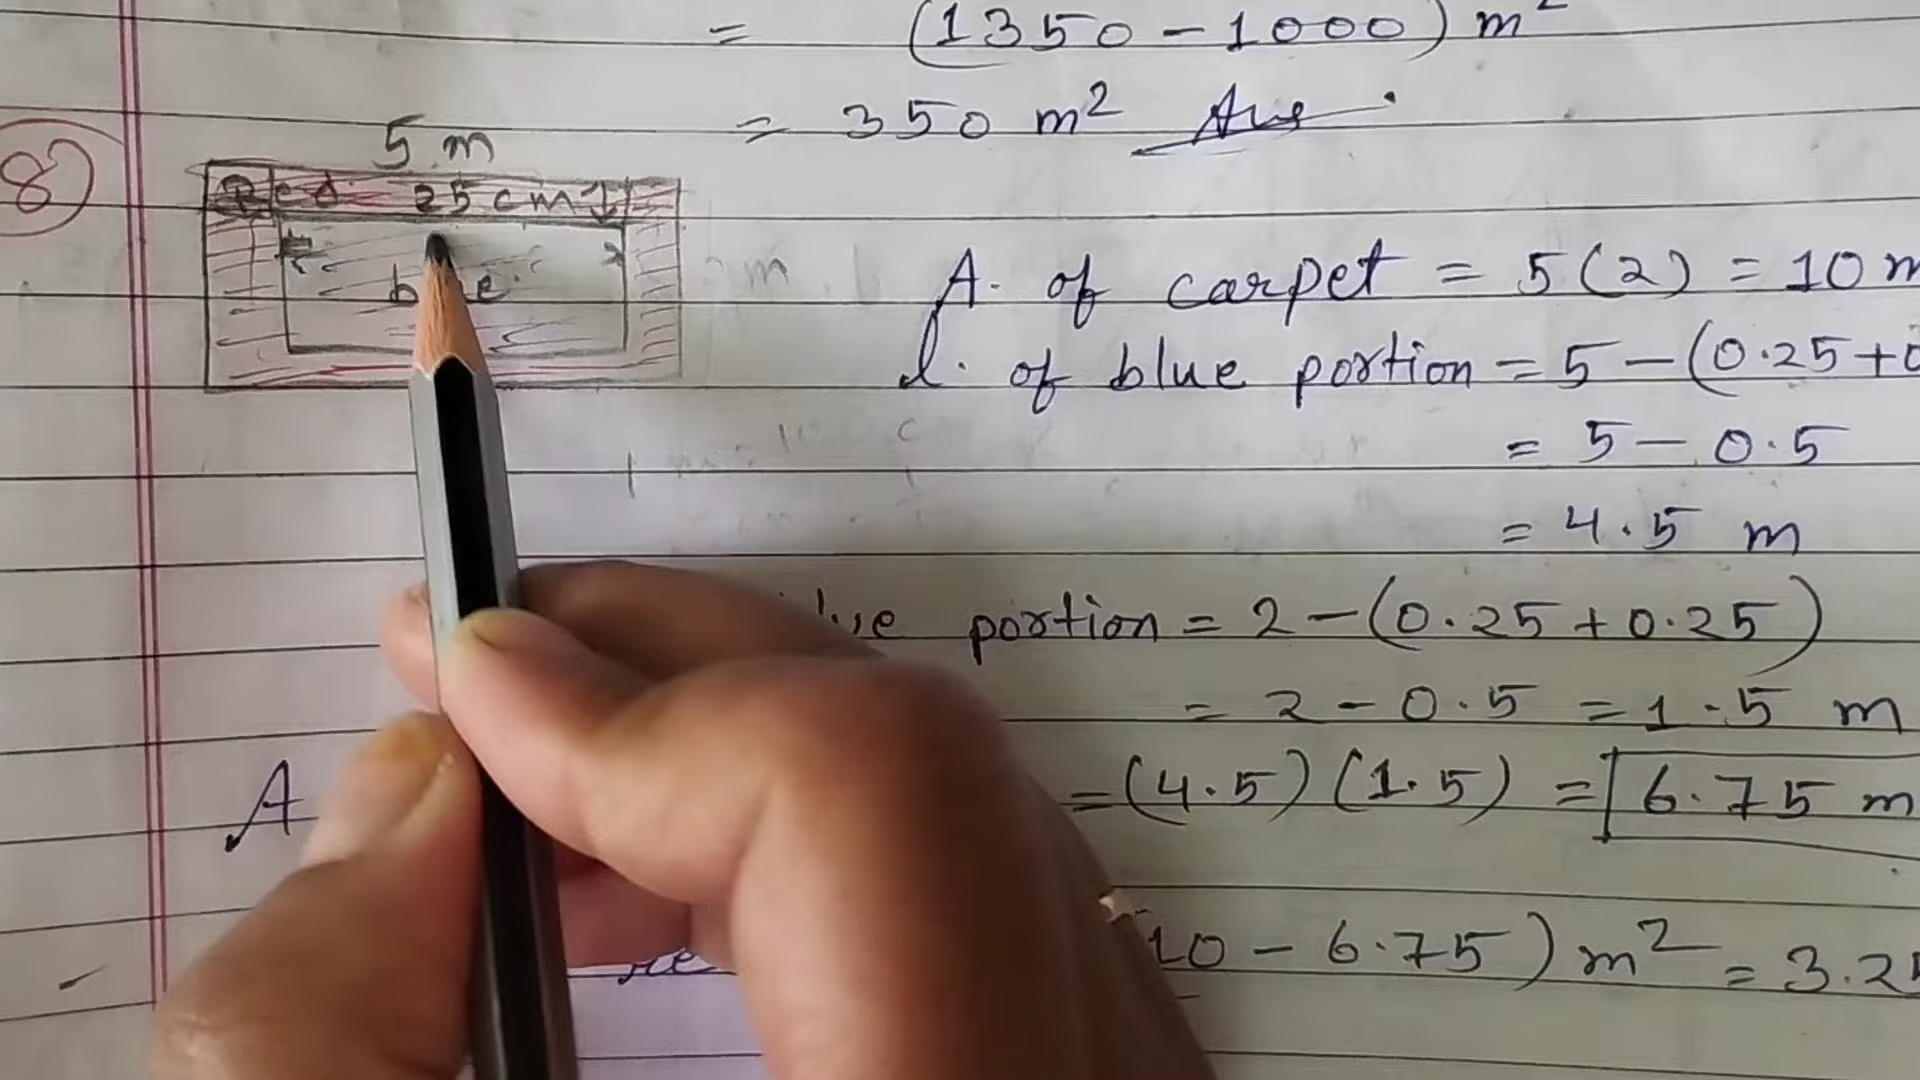 = (1350 - 1000) m²
= 350 m² Ans
8)
5 m
Red 25 cm
A. of carpet = 5(2) = 10 m
l. of blue portion = 5 - (0.25 + 0
= 5 - 0.5
= 4.5 m
portion = 2 - (0.25 + 0.25)
= 2 - 0.5 = 1.5 m
A = (4.5) (1.5) = 6.75 m
10 - 6.75) m² = 3.25